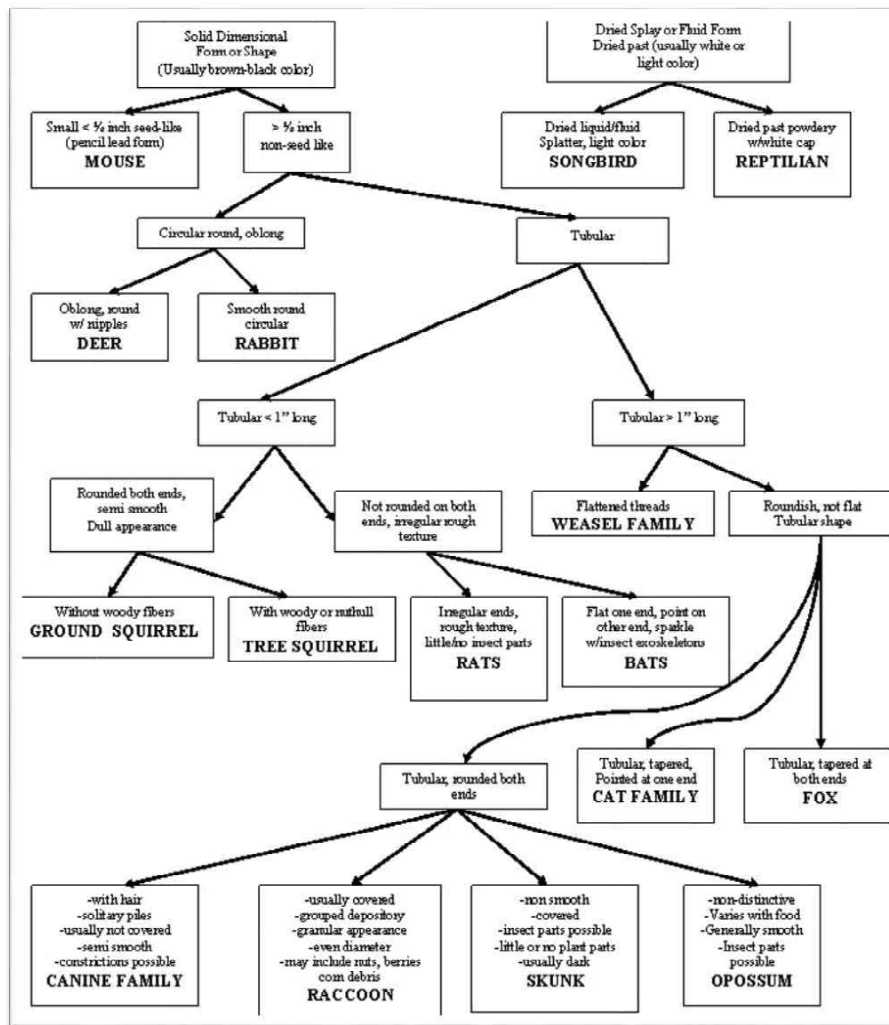 Solid Dimensional
Form or Shape
(Usually brown-black color)
Dried Splay or Fluid Form
Dried past (usually white or
light color)
Small < ½ inch seed-like
(pencil lead form)
MOUSE
> ½ inch
non-seed like
Dried liquid/fluid
Splatter, light color
SONGBIRD
Dried past powdery
w/white cap
REPTILIAN
Circular round, oblong
Tubular
Oblong, round
w/ nipples
DEER
Smooth round
circular
RABBIT
Tubular < 1” long
Tubular > 1” long
Rounded both ends,
semi smooth
Dull appearance
Not rounded on both
ends, irregular rough
texture
Flattened threads
WEASEL FAMILY
Roundish, not flat
Tubular shape
Without woody fibers
GROUND SQUIRREL
With woody or nuthull
fibers
TREE SQUIRREL
Irregular ends,
rough texture,
little/no insect parts
RATS
Flat one end, point on
other end, sparkle
w/insect exoskeletons
BATS
Tubular, rounded both
ends
Tubular, tapered,
Pointed at one end
CAT FAMILY
Tubular, tapered at
both ends
FOX
-with hair
-solitary piles
-usually not covered
-semi smooth
-constrictions possible
CANINE FAMILY
-usually covered
-grouped depository
-granular appearance
-even diameter
-may include nuts, berries
corn debris
RACCOON
-non smooth
-covered
-insect parts possible
-little or no plant parts
-usually dark
SKUNK
-non-distinctive
-Varies with food
-Generally smooth
-Insect parts
possible
OPOSSUM